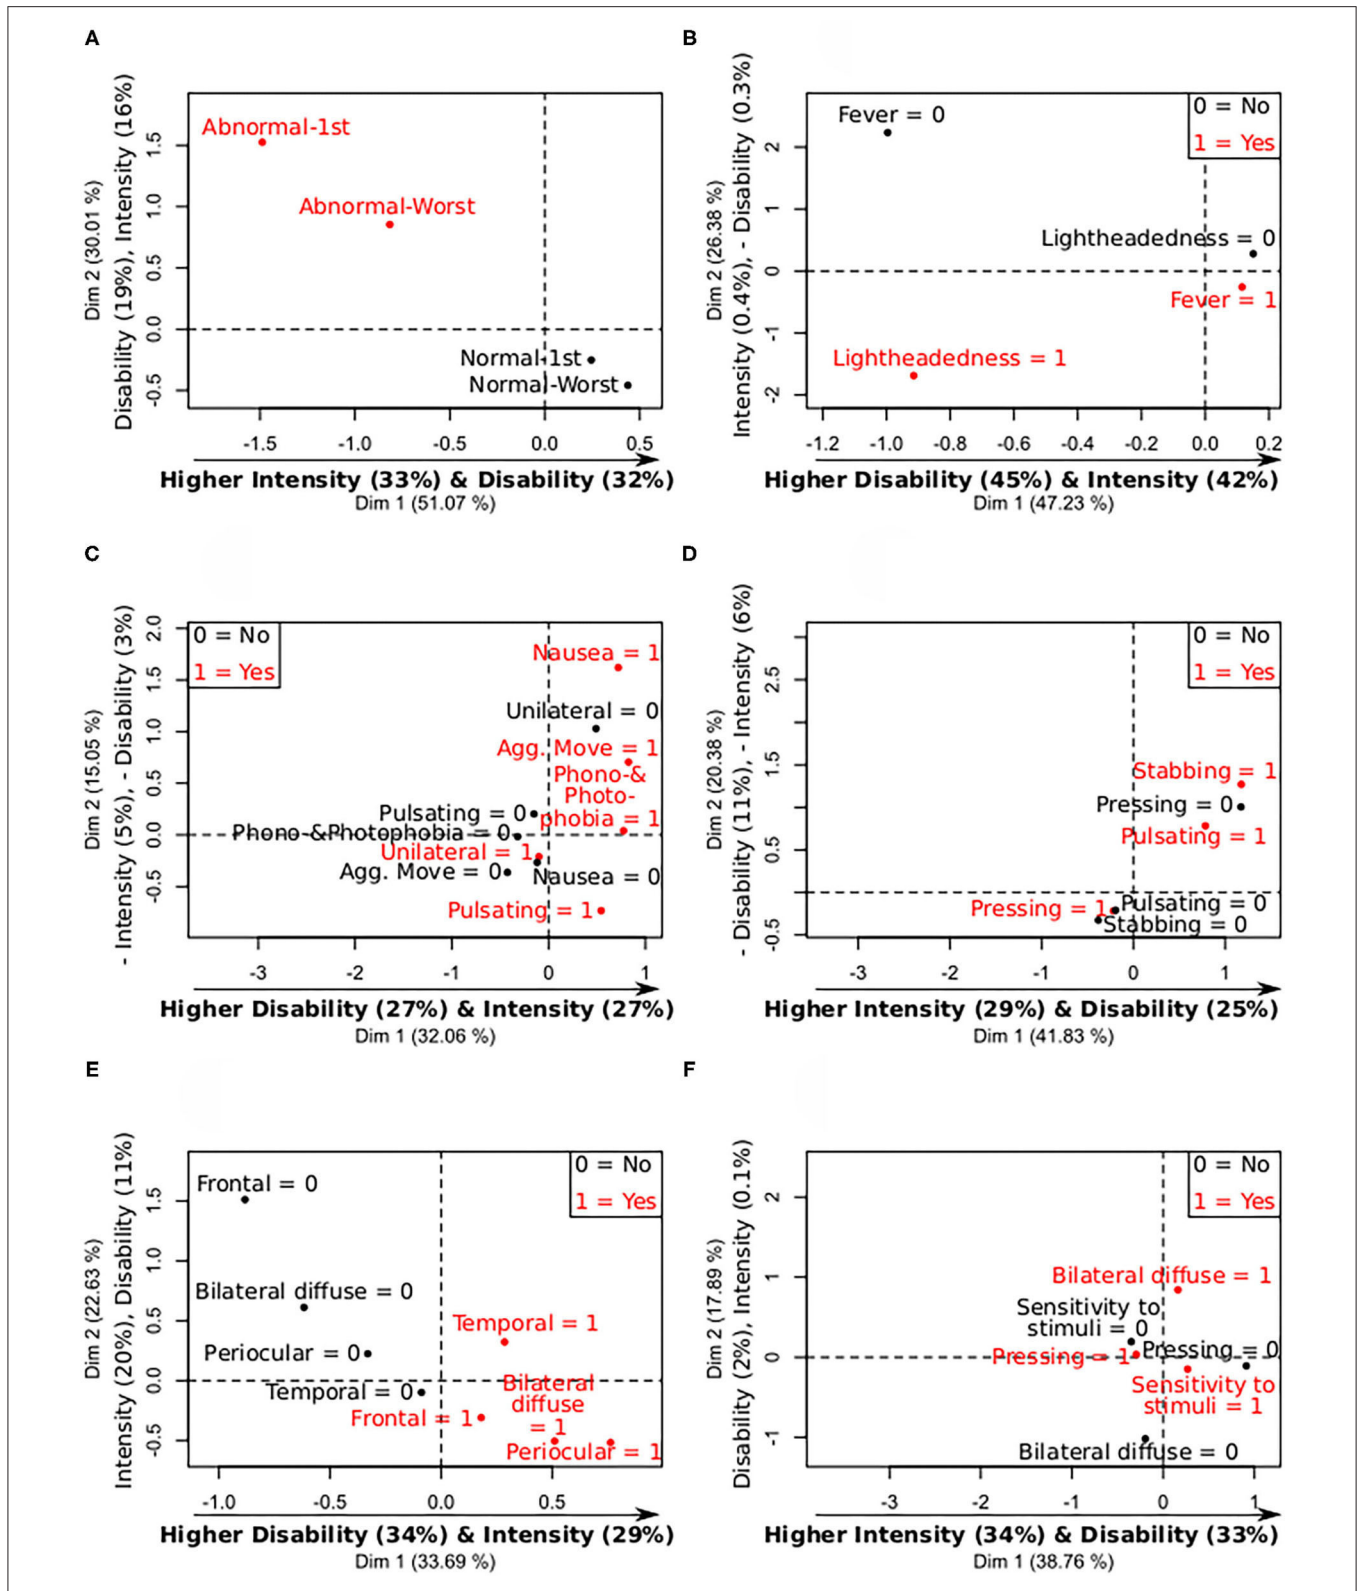 A
Dim 2 (30.01 %)
Disability (19%), Intensity (16%)
1.5
1.0
0.5
0.0
-0.5
Abnormal-1st
Abnormal-Worst
Normal-1st
Normal-Worst
-1.5 -1.0 -0.5 0.0 0.5
Higher Intensity (33%) & Disability (32%)
Dim 1 (51.07 %)
B
Dim 2 (26.38 %)
Intensity (0.4%), - Disability (0.3%)
2
1
0
-1
-2
0 = No
1 = Yes
Fever = 0
Lightheadedness = 0
Fever = 1
Lightheadedness = 1
-1.2 -1.0 -0.8 -0.6 -0.4 -0.2 0.0 0.2
Higher Disability (45%) & Intensity (42%)
Dim 1 (47.23 %)
C
Dim 2 (15.05 %)
- Intensity (5%), - Disability (3%)
2.0
1.5
1.0
0.5
0.0
-0.5
0 = No
1 = Yes
Nausea = 1
Unilateral = 0
Agg. Move = 1
Phono-&
Photo-
phobia = 1
Pulsating = 0
Phono-&Photophobia = 0
Unilateral = 1
Agg. Move = 0
Nausea = 0
Pulsating = 1
-3 -2 -1 0 1
Higher Disability (27%) & Intensity (27%)
Dim 1 (32.06 %)
D
Dim 2 (20.38 %)
- Disability (11%), - Intensity (6%)
2.5
1.5
0.5
-0.5
0 = No
1 = Yes
Stabbing = 1
Pressing = 0
Pulsating = 1
Pressing = 1
Pulsating = 0
Stabbing = 0
-3 -2 -1 0 1
Higher Intensity (29%) & Disability (25%)
Dim 1 (41.83 %)
E
Dim 2 (22.63 %)
Intensity (20%), Disability (11%)
1.5
1.0
0.5
0.0
-0.5
0 = No
1 = Yes
Frontal = 0
Bilateral diffuse = 0
Temporal = 1
Periocular = 0
Temporal = 0
Bilateral
diffuse
= 1
Frontal = 1
Periocular = 1
-1.0 -0.5 0.0 0.5
Higher Disability (34%) & Intensity (29%)
Dim 1 (33.69 %)
F
Dim 2 (17.89 %)
Disability (2%), Intensity (0.1%)
2
1
0
-1
0 = No
1 = Yes
Bilateral diffuse = 1
Sensitivity to
stimuli = 0
Pressing = 0
Pressing = 1
Sensitivity to
stimuli = 1
Bilateral diffuse = 0
-3 -2 -1 0 1
Higher Intensity (34%) & Disability (33%)
Dim 1 (38.76 %)